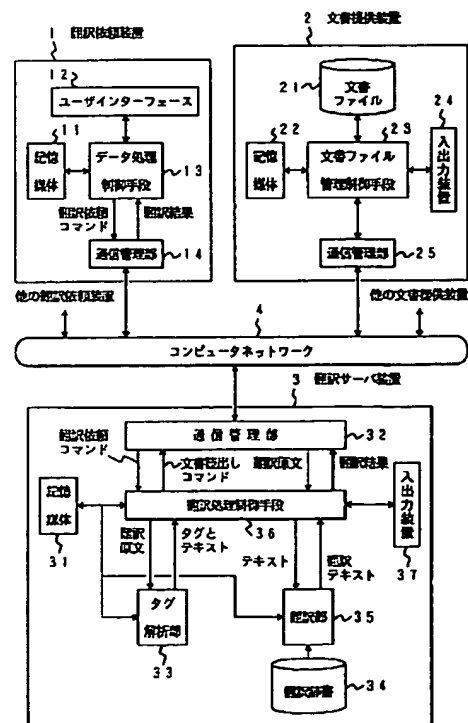 1 翻訳依頼装置
12
ユーザインターフェース
11
記憶
媒体
データ処理
制御手段
13
翻訳依頼
コマンド
翻訳結果
通信管理部
14
他の翻訳依頼装置
2 文書提供装置
21
文書
ファイル
22
23
24
記憶
媒体
文書ファイル
管理制御手段
入出力装置
通信管理部
25
他の文書提供装置
4
コンピュータネットワーク
3 翻訳サーバ装置
通信管理部
32
翻訳依頼
コマンド
文書読出し
コマンド
翻訳原文
翻訳結果
記憶
媒体
31
翻訳処理制御手段
36
入出力装置
37
翻訳
原文
タグと
テキスト
テキスト
翻訳
テキスト
タグ
解析部
33
翻訳部
35
翻訳辞書
34